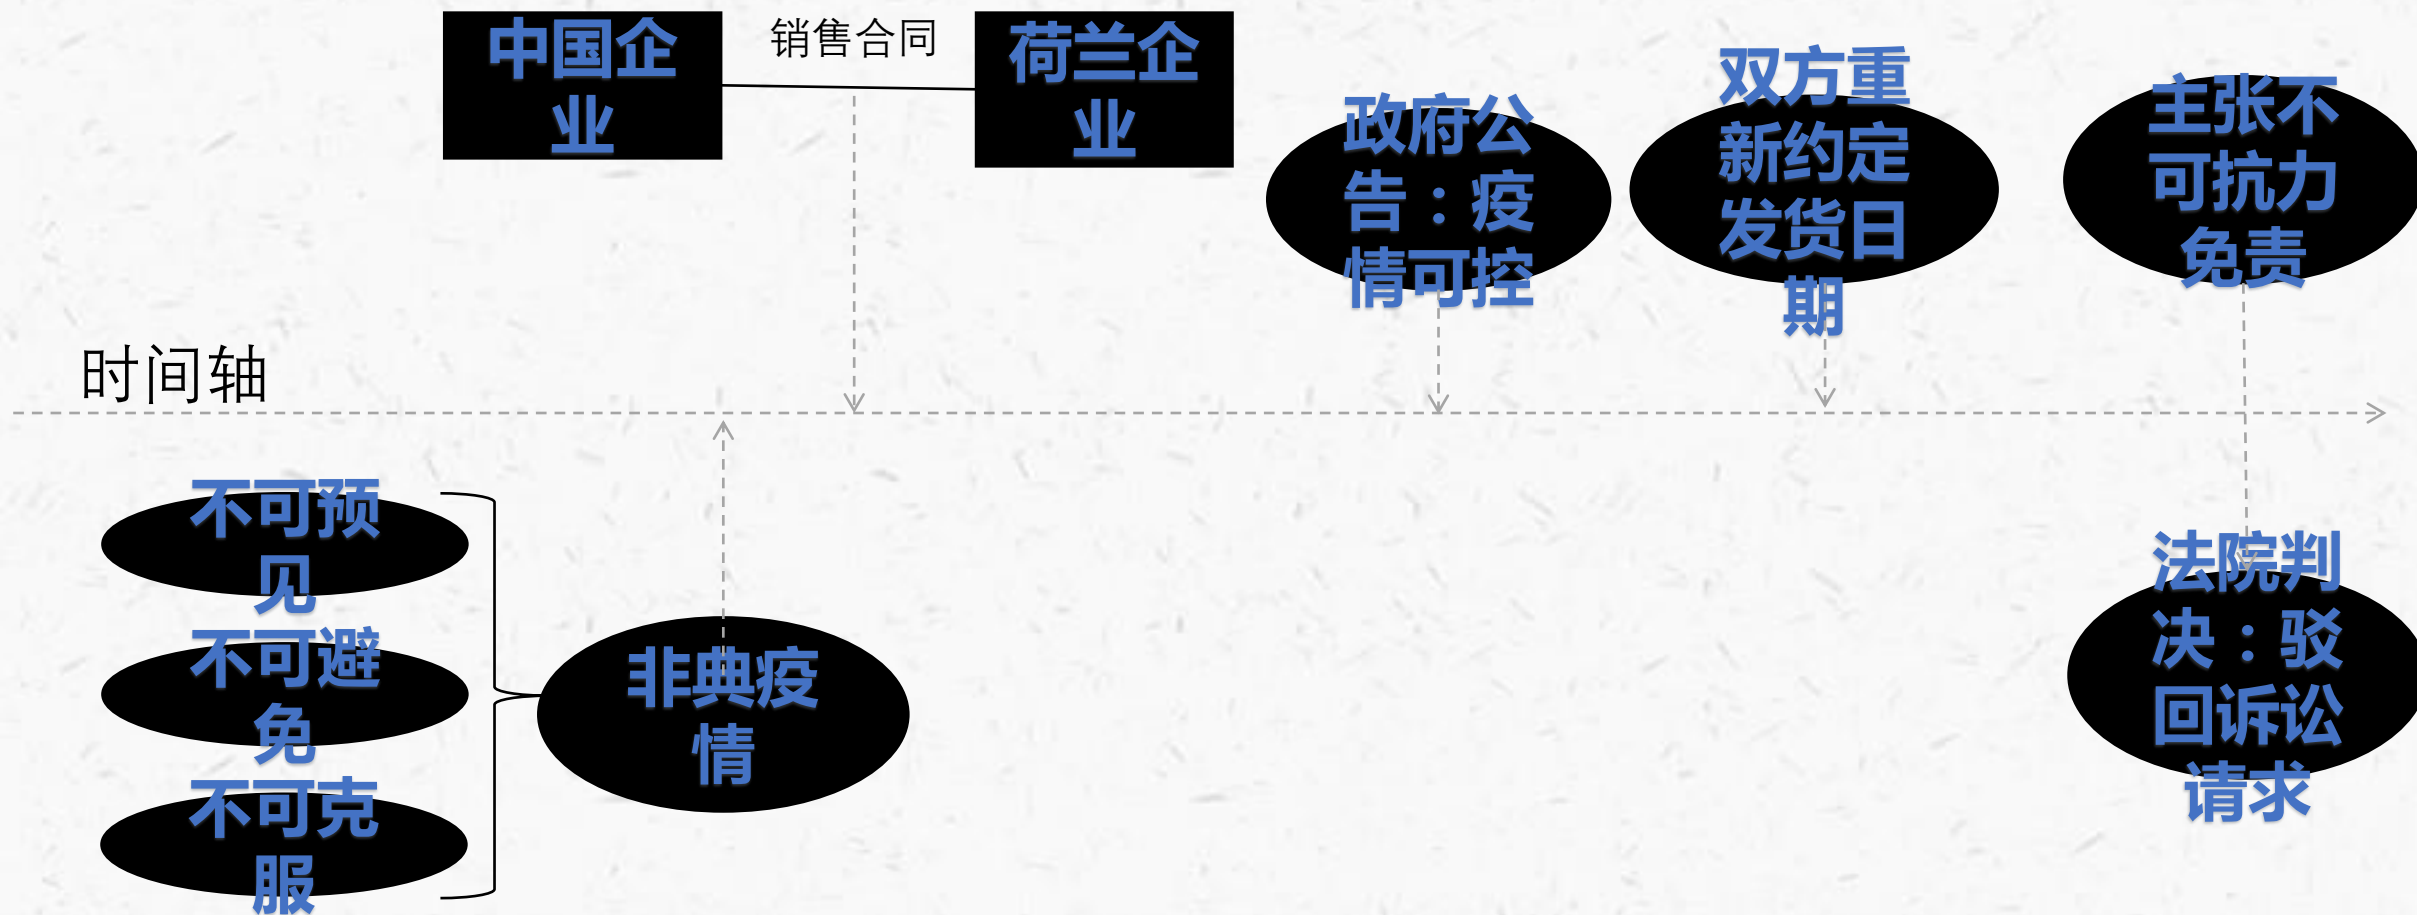 中国企
业
销售合同
荷兰企
业
政府公
告：疫
情可控
双方重
新约定
发货日
期
主张不
可抗力
免责
时间轴
不可预
见
不可避
免
不可克
服
非典疫
情
法院判
决：驳
回诉讼
请求